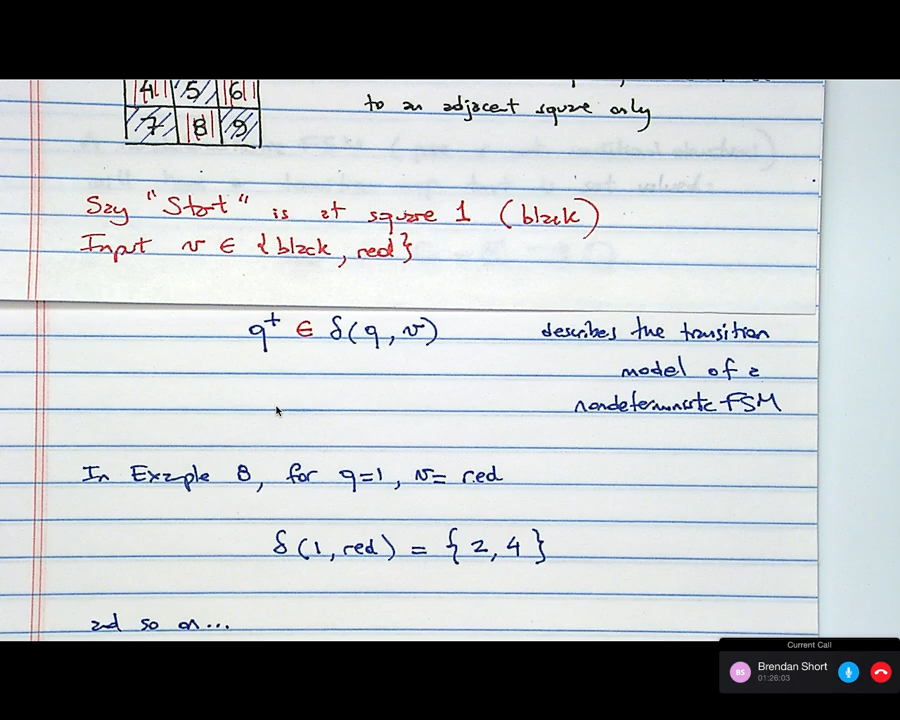 4 5 6
to an adjacent square only
7 8 9
Say "Start" is at square 1 (black)
Input v ∈ {black, red}
q⁺ ∈ δ(q, v) describes the transition
model of a
nondeterministc FSM
In Example 8, for q=1, v= red
δ(1, red) = {2, 4}
and so on...
Current Call
BS Brendan Short
01:26:03